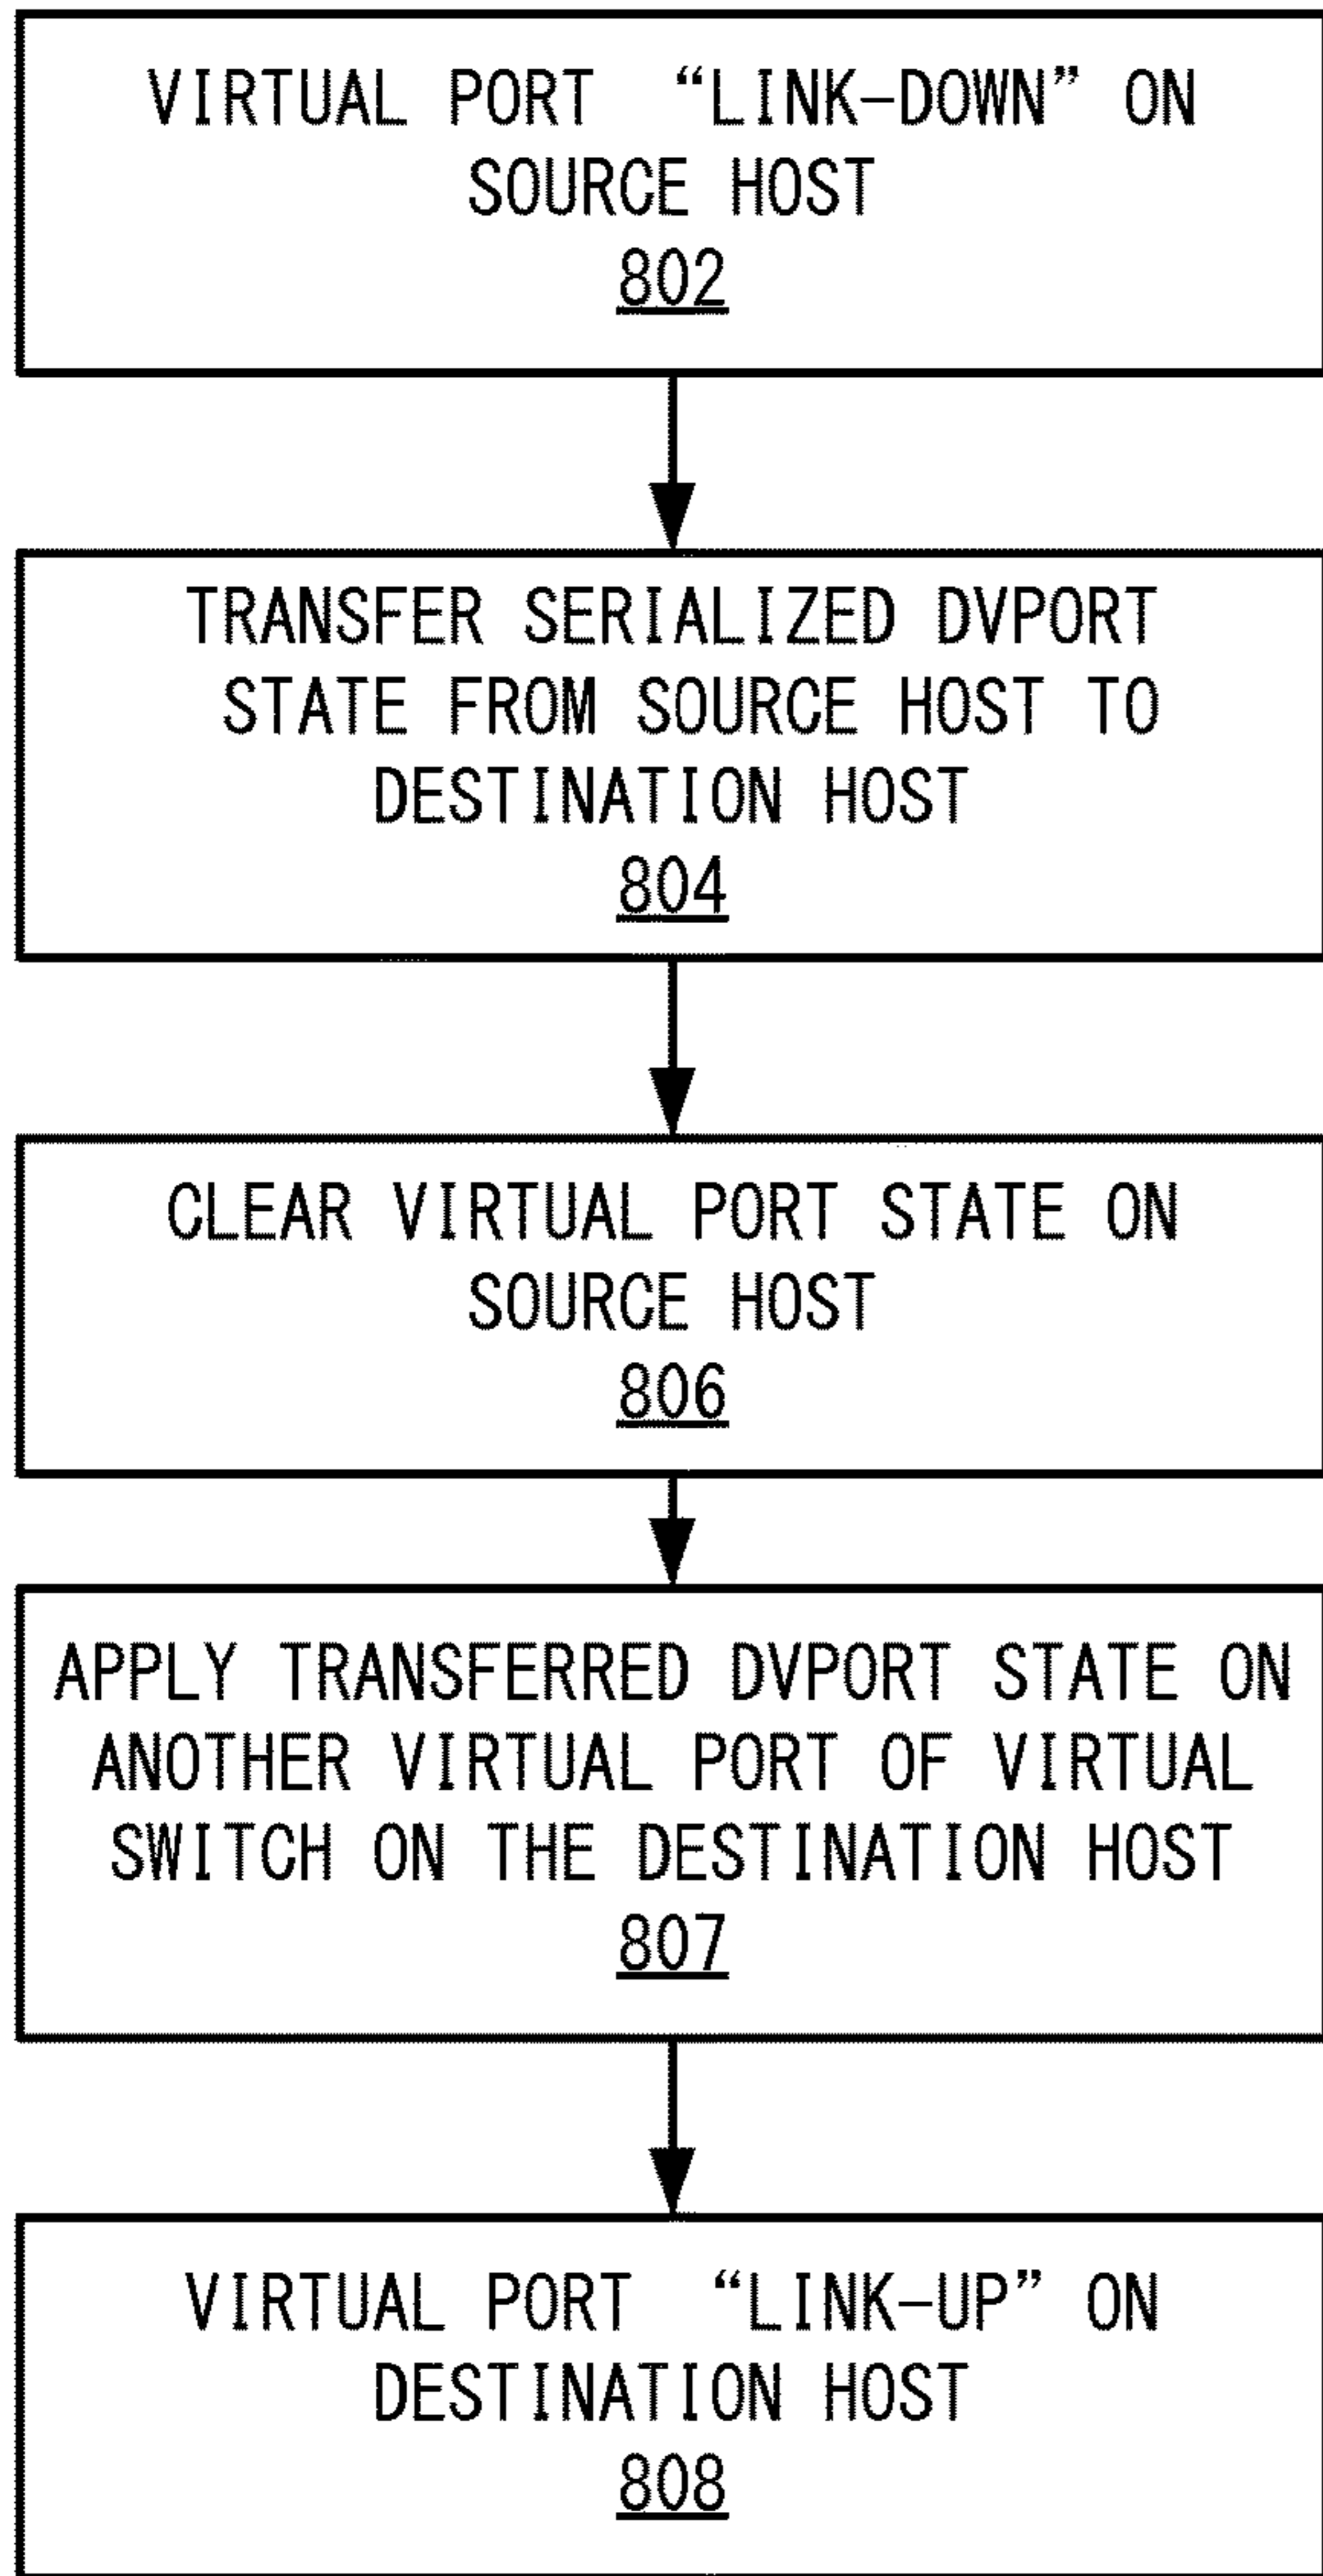 VIRTUAL PORT “LINK-DOWN” ON
SOURCE HOST
802
TRANSFER SERIALIZED DVPORT
STATE FROM SOURCE HOST TO
DESTINATION HOST
804
CLEAR VIRTUAL PORT STATE ON
SOURCE HOST
806
APPLY TRANSFERRED DVPORT STATE ON
ANOTHER VIRTUAL PORT OF VIRTUAL
SWITCH ON THE DESTINATION HOST
807
VIRTUAL PORT “LINK-UP” ON
DESTINATION HOST
808